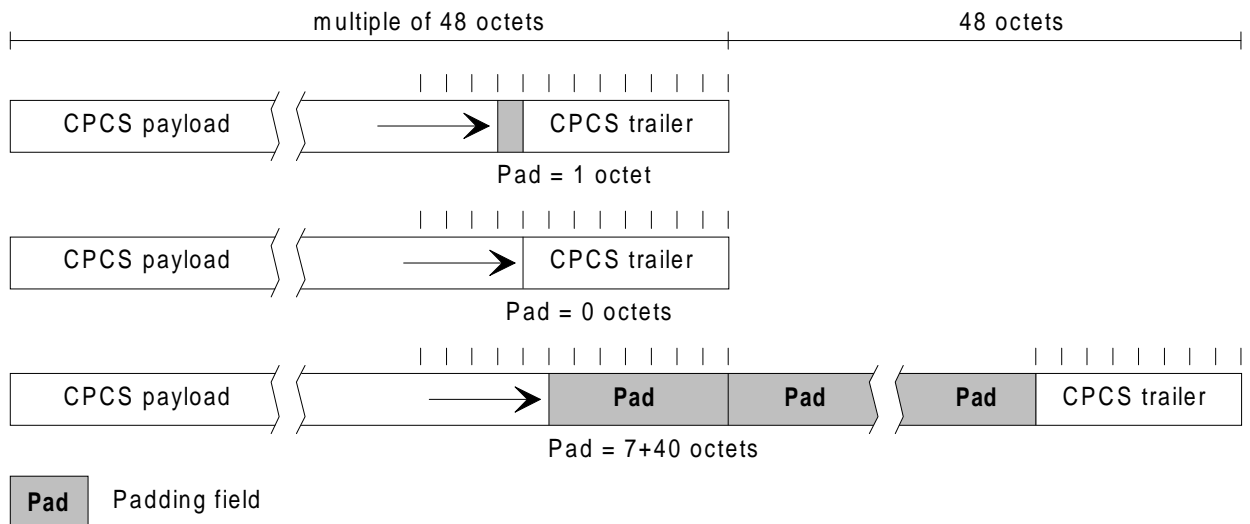 multiple of 48 octets
48 octets
CPCS payload
CPCS trailer
Pad = 1 octet
CPCS payload
CPCS trailer
Pad = 0 octets
CPCS payload
Pad
Pad
Pad
CPCS trailer
Pad = 7+40 octets
Pad
Padding field